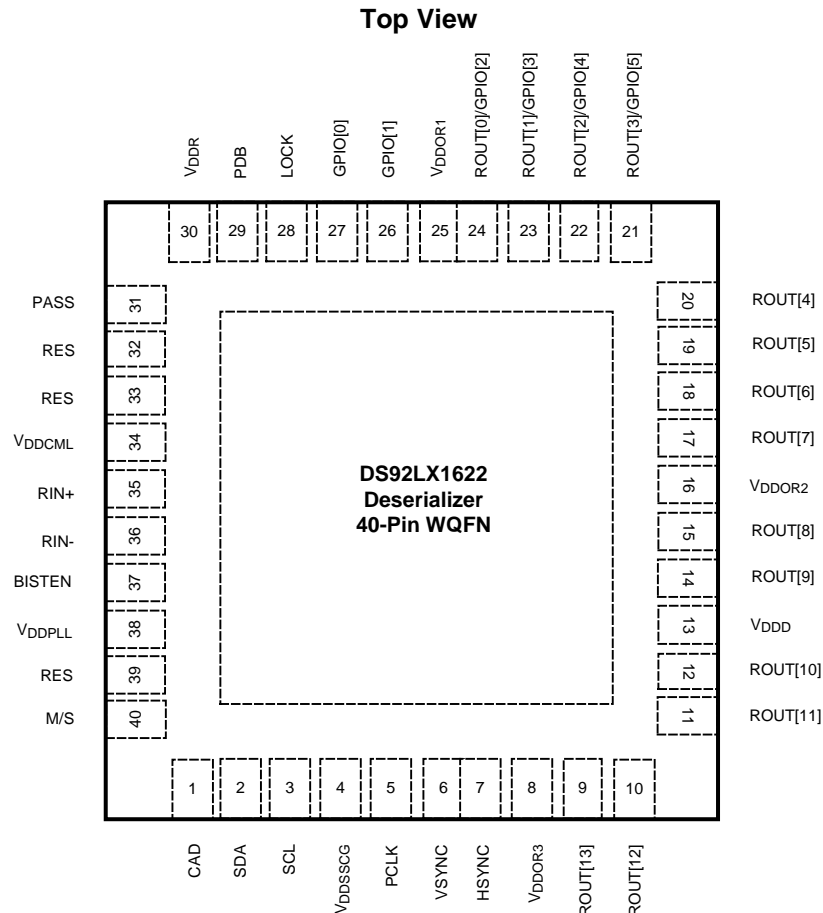 Top View
VDDR
PDB
LOCK
GPIO[0]
GPIO[1]
VDDOR1
ROUT[0]/GPIO[2]
ROUT[1]/GPIO[3]
ROUT[2]/GPIO[4]
ROUT[3]/GPIO[5]
30
29
28
27
26
25
24
23
22
21
PASS
31
RES
32
RES
33
VDDCML
34
RIN+
35
RIN-
36
BISTEN
37
VDDPLL
38
RES
39
M/S
40
DS92LX1622
Deserializer
40-Pin WQFN
20
ROUT[4]
19
ROUT[5]
18
ROUT[6]
17
ROUT[7]
16
VDDOR2
15
ROUT[8]
14
ROUT[9]
13
VDDD
12
ROUT[10]
11
ROUT[11]
1
2
3
4
5
6
7
8
9
10
CAD
SDA
SCL
VDDSSCG
PCLK
VSYNC
HSYNC
VDDOR3
ROUT[13]
ROUT[12]